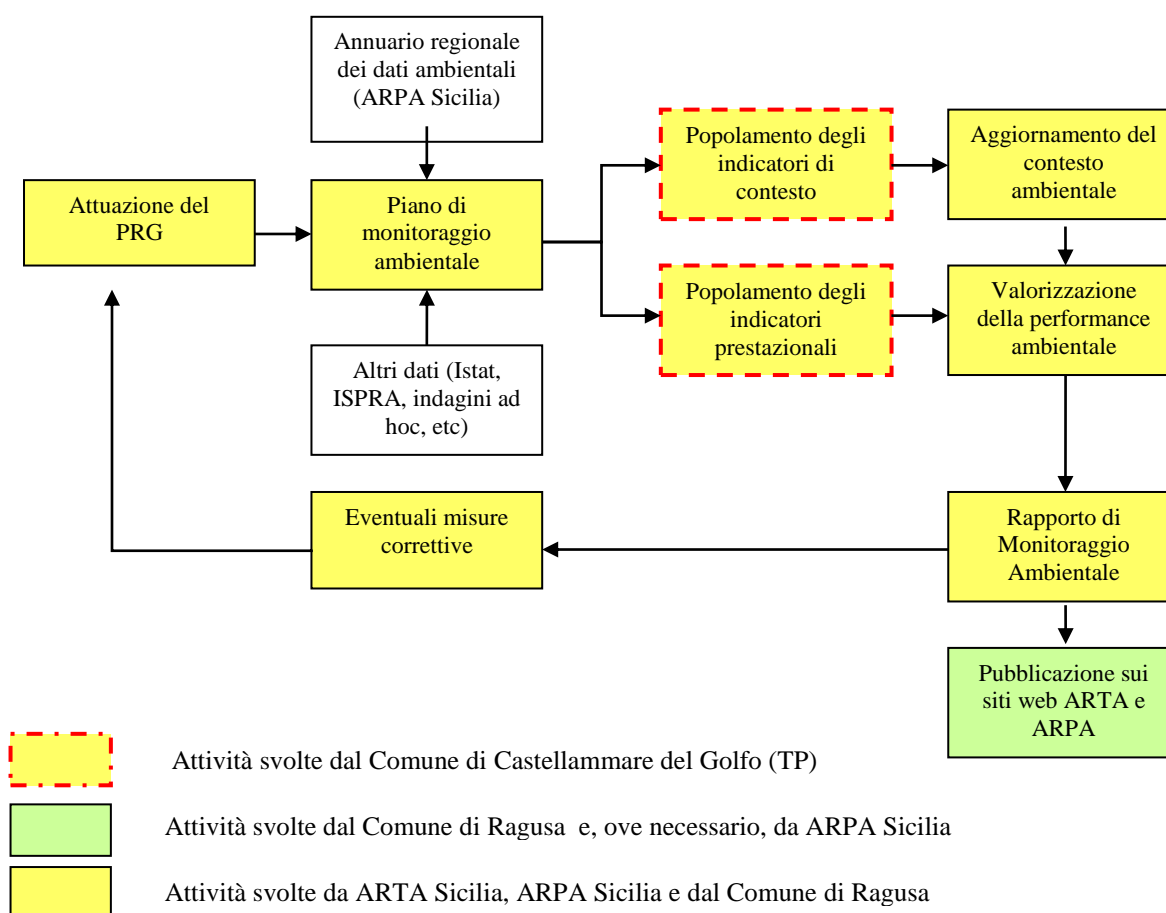 Annuario regionale
dei dati ambientali
(ARPA Sicilia)
Popolamento degli
indicatori di
contesto
Aggiornamento del
contesto
ambientale
Attuazione del
PRG
Piano di
monitoraggio
ambientale
Popolamento degli
indicatori
prestazionali
Valorizzazione
della performance
ambientale
Altri dati (Istat,
ISPRA, indagini ad
hoc, etc)
Eventuali misure
correttive
Rapporto di
Monitoraggio
Ambientale
Pubblicazione sui
siti web ARTA e
ARPA
Attività svolte dal Comune di Castellammare del Golfo (TP)
Attività svolte dal Comune di Ragusa e, ove necessario, da ARPA Sicilia
Attività svolte da ARTA Sicilia, ARPA Sicilia e dal Comune di Ragusa